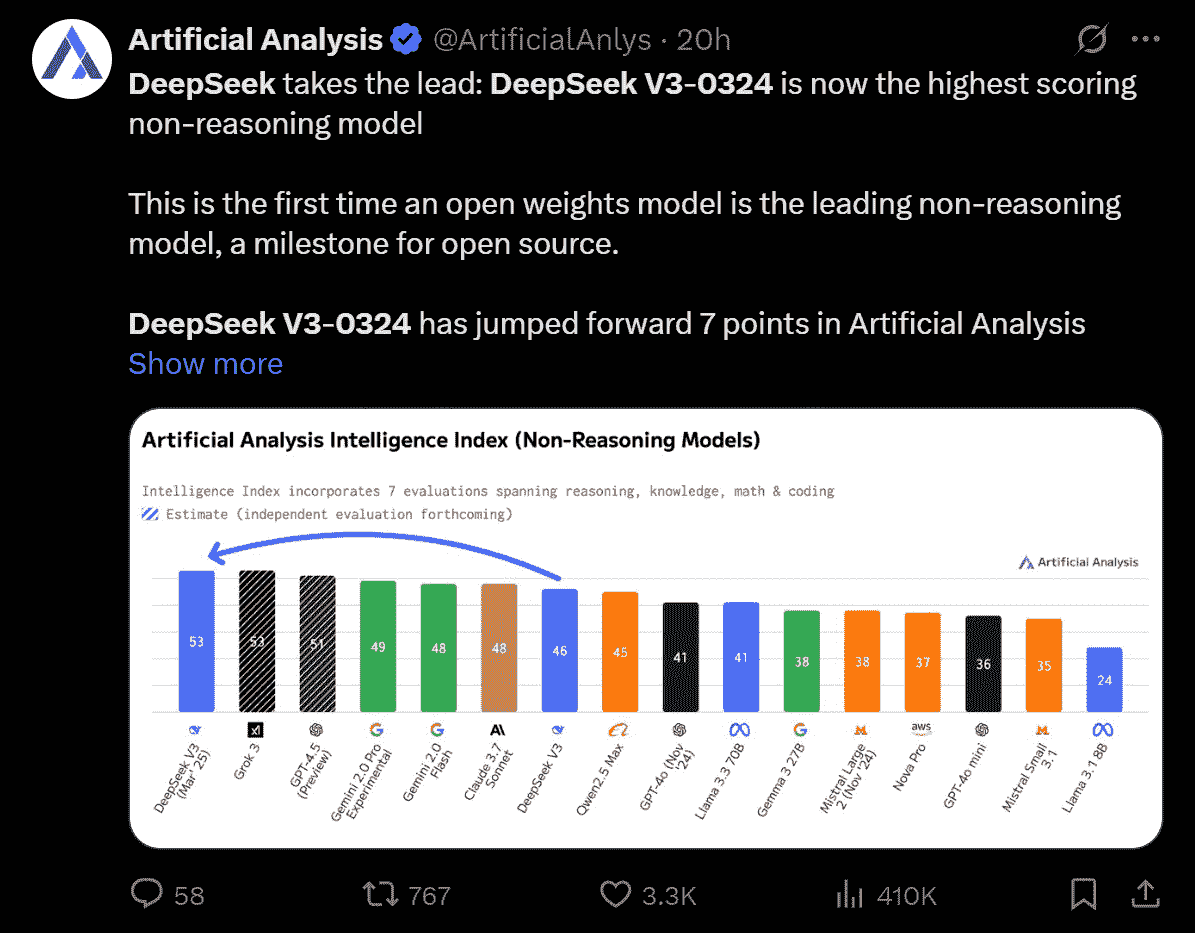 Artificial Analysis @ArtificialAnlys · 20h
DeepSeek takes the lead: DeepSeek V3-0324 is now the highest scoring
non-reasoning model
This is the first time an open weights model is the leading non-reasoning
model, a milestone for open source.
DeepSeek V3-0324 has jumped forward 7 points in Artificial Analysis
Show more
Artificial Analysis Intelligence Index (Non-Reasoning Models)
Intelligence Index incorporates 7 evaluations spanning reasoning, knowledge, math & coding
Estimate (independent evaluation forthcoming)
Artificial Analysis
53
53
51
49
48
48
46
45
41
41
38
38
37
36
35
24
aws
DeepSeek V3
(Mar' 25)
Grok 3
GPT-4.5
(Preview)
Gemini 2.0 Pro
Experimental
Gemini 2.0
Flash
Claude 3.7
Sonnet
DeepSeek V3
Qwen2.5 Max
GPT-4o (Nov
'24)
Llama 3.3 70B
Gemma 3 27B
Mistral Large
2 (Nov '24)
Nova Pro
GPT-4o mini
Mistral Small
3.1
Llama 3.1 8B
58 767 3.3K 410K